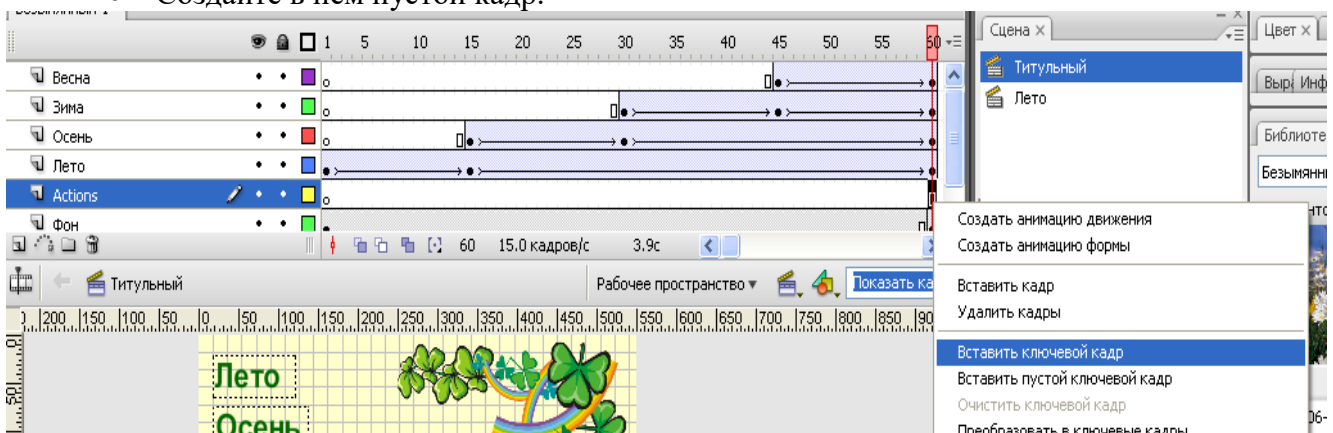 Создайте в нем пустой кадр.
1 5 10 15 20 25 30 35 40 45 50 55 60
Весна
Зима
Осень
Лето
Actions
Фон
60 15.0 кадров/с 3.9с
Титульный
Рабочее пространство
Показать ка
200 150 100 50 0 50 100 150 200 250 300 350 400 450 500 550 600 650 700 750 800 850 90
Лето
Осень
Сцена ×
Титульный
Лето
Цвет ×
Инф
Библиоте
Безымянн
Создать анимацию движения
Создать анимацию формы
Вставить кадр
Удалить кадры
Вставить ключевой кадр
Вставить пустой ключевой кадр
Очистить ключевой кадр
Преобразовать в ключевые кадры